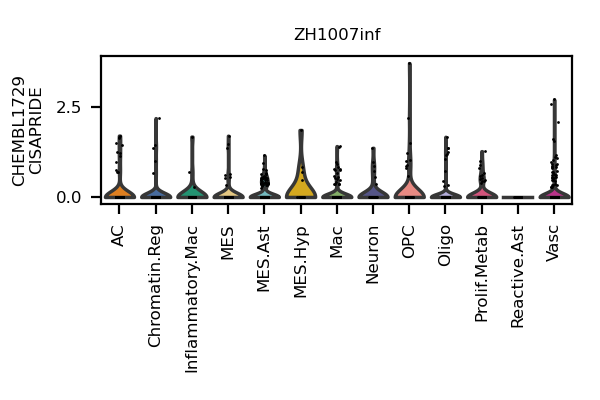 ZH1007inf
CHEMBL1729
CISAPRIDE
2.5
0.0
AC
Chromatin.Reg
Inflammatory.Mac
MES
MES.Ast
MES.Hyp
Mac
Neuron
OPC
Oligo
Prolif.Metab
Reactive.Ast
Vasc